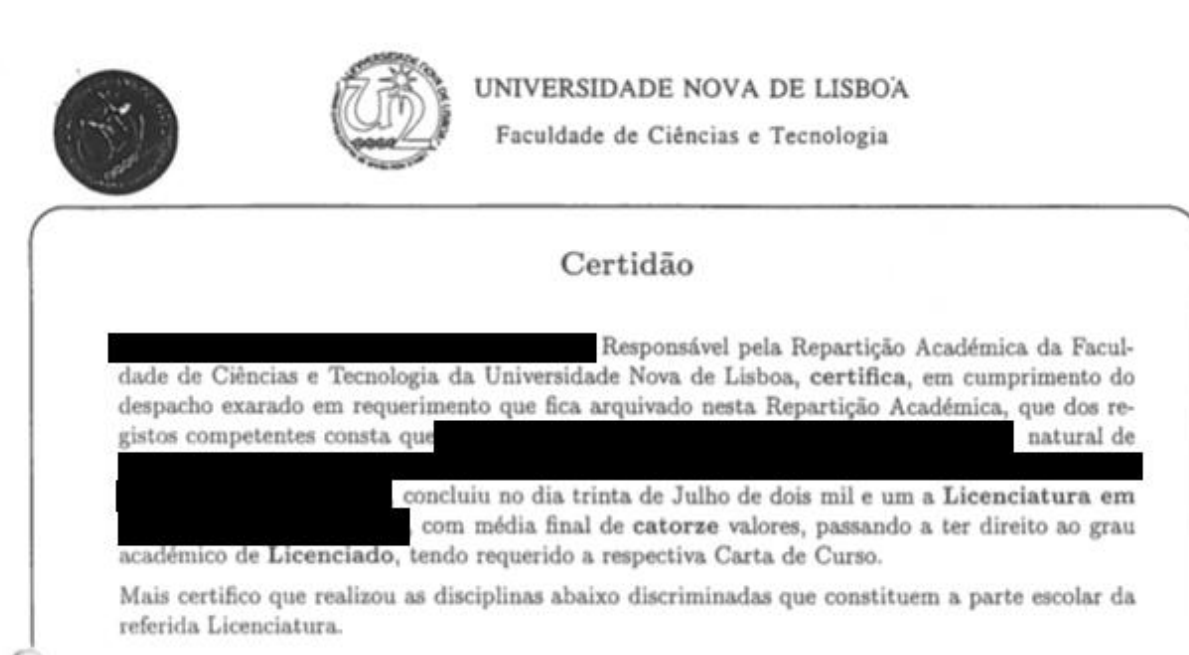 UNIVERSIDADE NOVA DE LISBOA
Faculdade de Ciências e Tecnologia
Certidão
Responsável pela Repartição Académica da Facul-
dade de Ciências e Tecnologia da Universidade Nova de Lisboa, certifica, em cumprimento do
despacho exarado em requerimento que fica arquivado nesta Repartição Académica, que dos re-
gistos competentes consta que
natural de
concluiu no dia trinta de Julho de dois mil e um a Licenciatura em
, com média final de catorze valores, passando a ter direito ao grau
académico de Licenciado, tendo requerido a respectiva Carta de Curso.
Mais certifico que realizou as disciplinas abaixo discriminadas que constituem a parte escolar da
referida Licenciatura.